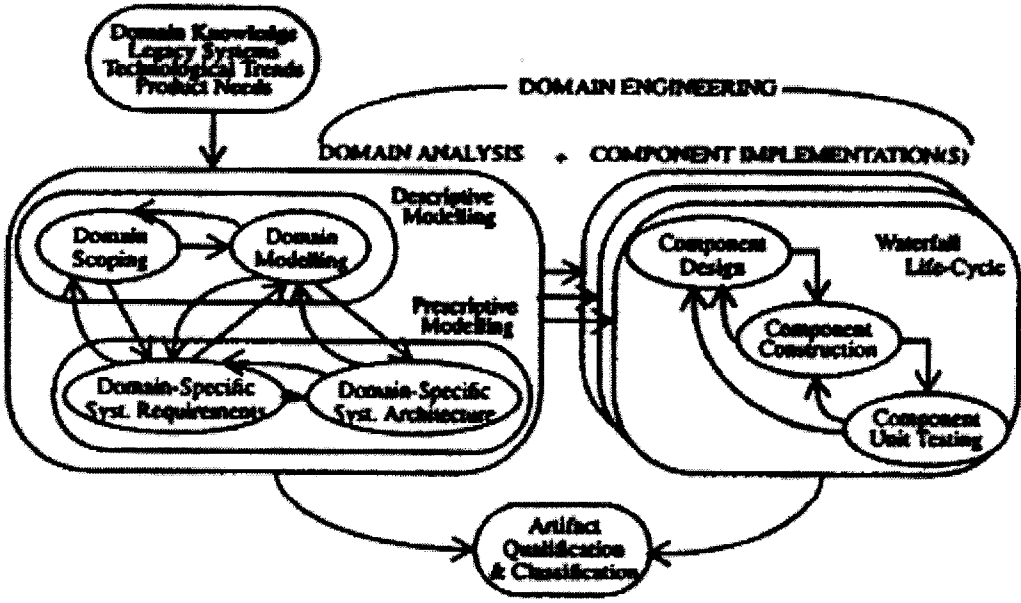 Domain Knowledge
Legacy Systems
Technological Trends
Product Needs
DOMAIN ENGINEERING
DOMAIN ANALYSIS + COMPONENT IMPLEMENTATION(S)
Descriptive
Modelling
Domain
Scoping
Domain
Modelling
Prescriptive
Modelling
Domain-Specific
Syst. Requirements
Domain-Specific
Syst. Architecture
Waterfall
Life-Cycle
Component
Design
Component
Construction
Component
Unit Testing
Artifact
Qualification
& Classification